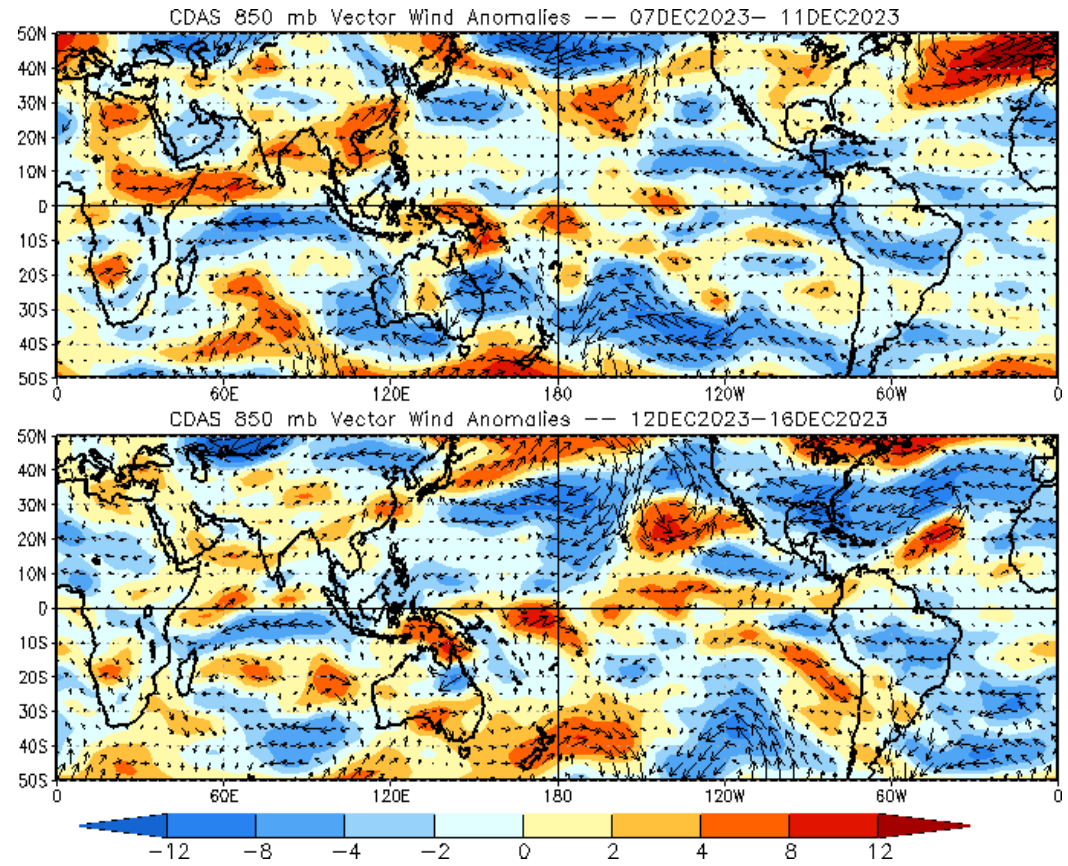 CDAS 850 mb Vector Wind Anomalies -- 07DEC2023- 11DEC2023
50N
40N
30N
20N
10N
0
10S
20S
30S
40S
50S
0 60E 120E 180 120W 60W 0
CDAS 850 mb Vector Wind Anomalies -- 12DEC2023-16DEC2023
50N
40N
30N
20N
10N
0
10S
20S
30S
40S
50S
0 60E 120E 180 120W 60W 0
-12 -8 -4 -2 0 2 4 8 12